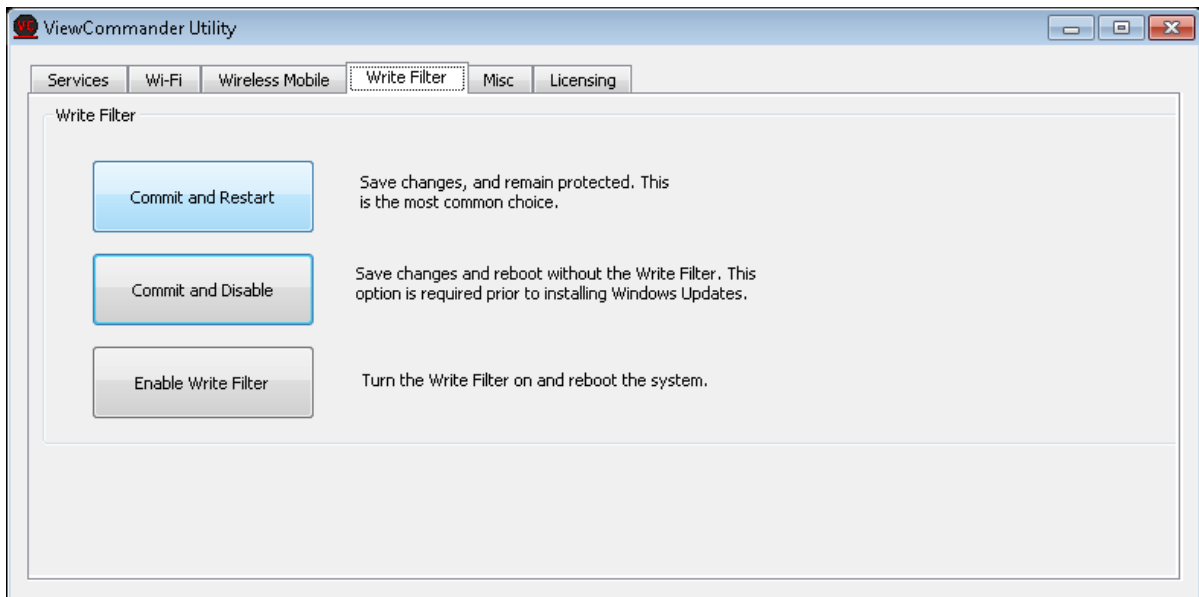 VC ViewCommander Utility
Services Wi-Fi Wireless Mobile Write Filter Misc Licensing
Write Filter
Commit and Restart
Save changes, and remain protected. This
is the most common choice.
Commit and Disable
Save changes and reboot without the Write Filter. This
option is required prior to installing Windows Updates.
Enable Write Filter
Turn the Write Filter on and reboot the system.